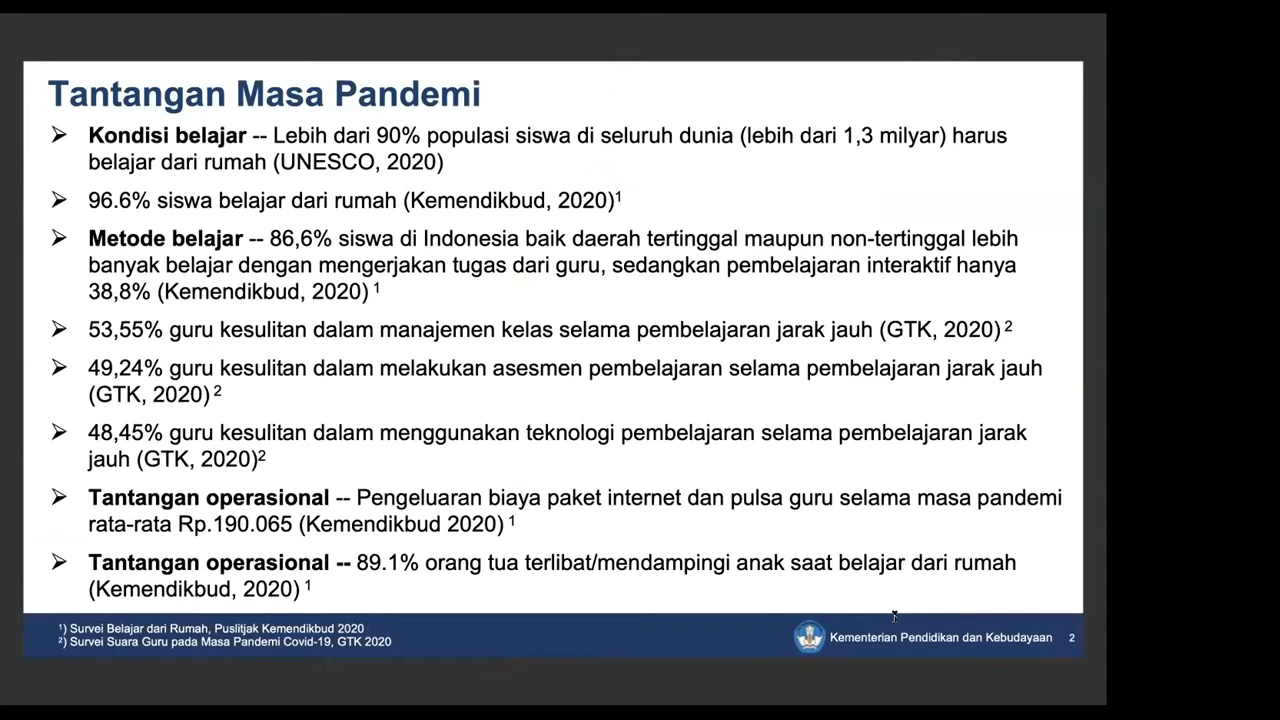 Tantangan Masa Pandemi
➢ Kondisi belajar -- Lebih dari 90% populasi siswa di seluruh dunia (lebih dari 1,3 milyar) harus
belajar dari rumah (UNESCO, 2020)
➢ 96.6% siswa belajar dari rumah (Kemendikbud, 2020)¹
➢ Metode belajar -- 86,6% siswa di Indonesia baik daerah tertinggal maupun non-tertinggal lebih
banyak belajar dengan mengerjakan tugas dari guru, sedangkan pembelajaran interaktif hanya
38,8% (Kemendikbud, 2020) ¹
➢ 53,55% guru kesulitan dalam manajemen kelas selama pembelajaran jarak jauh (GTK, 2020) ²
➢ 49,24% guru kesulitan dalam melakukan asesmen pembelajaran selama pembelajaran jarak jauh
(GTK, 2020) ²
➢ 48,45% guru kesulitan dalam menggunakan teknologi pembelajaran selama pembelajaran jarak
jauh (GTK, 2020)²
➢ Tantangan operasional -- Pengeluaran biaya paket internet dan pulsa guru selama masa pandemi
rata-rata Rp.190.065 (Kemendikbud 2020) ¹
➢ Tantangan operasional -- 89.1% orang tua terlibat/mendampingi anak saat belajar dari rumah
(Kemendikbud, 2020) ¹
¹) Survei Belajar dari Rumah, Puslitjak Kemendikbud 2020
²) Survei Suara Guru pada Masa Pandemi Covid-19, GTK 2020
Kementerian Pendidikan dan Kebudayaan 2